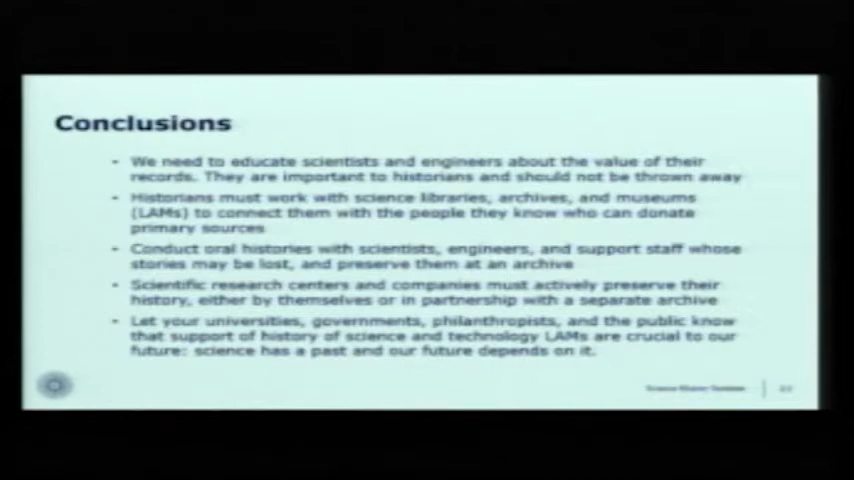 Conclusions
- We need to educate scientists and engineers about the value of their
records. They are important to historians and should not be thrown away
- Historians must work with science libraries, archives, and museums
(LAMs) to connect them with the people they know who can donate
primary sources
- Conduct oral histories with scientists, engineers, and support staff whose
stories may be lost, and preserve them at an archive
- Scientific research centers and companies must actively preserve their
history, either by themselves or in partnership with a separate archive
- Let your universities, governments, philanthropists, and the public know
that support of history of science and technology LAMs are crucial to our
future: science has a past and our future depends on it.